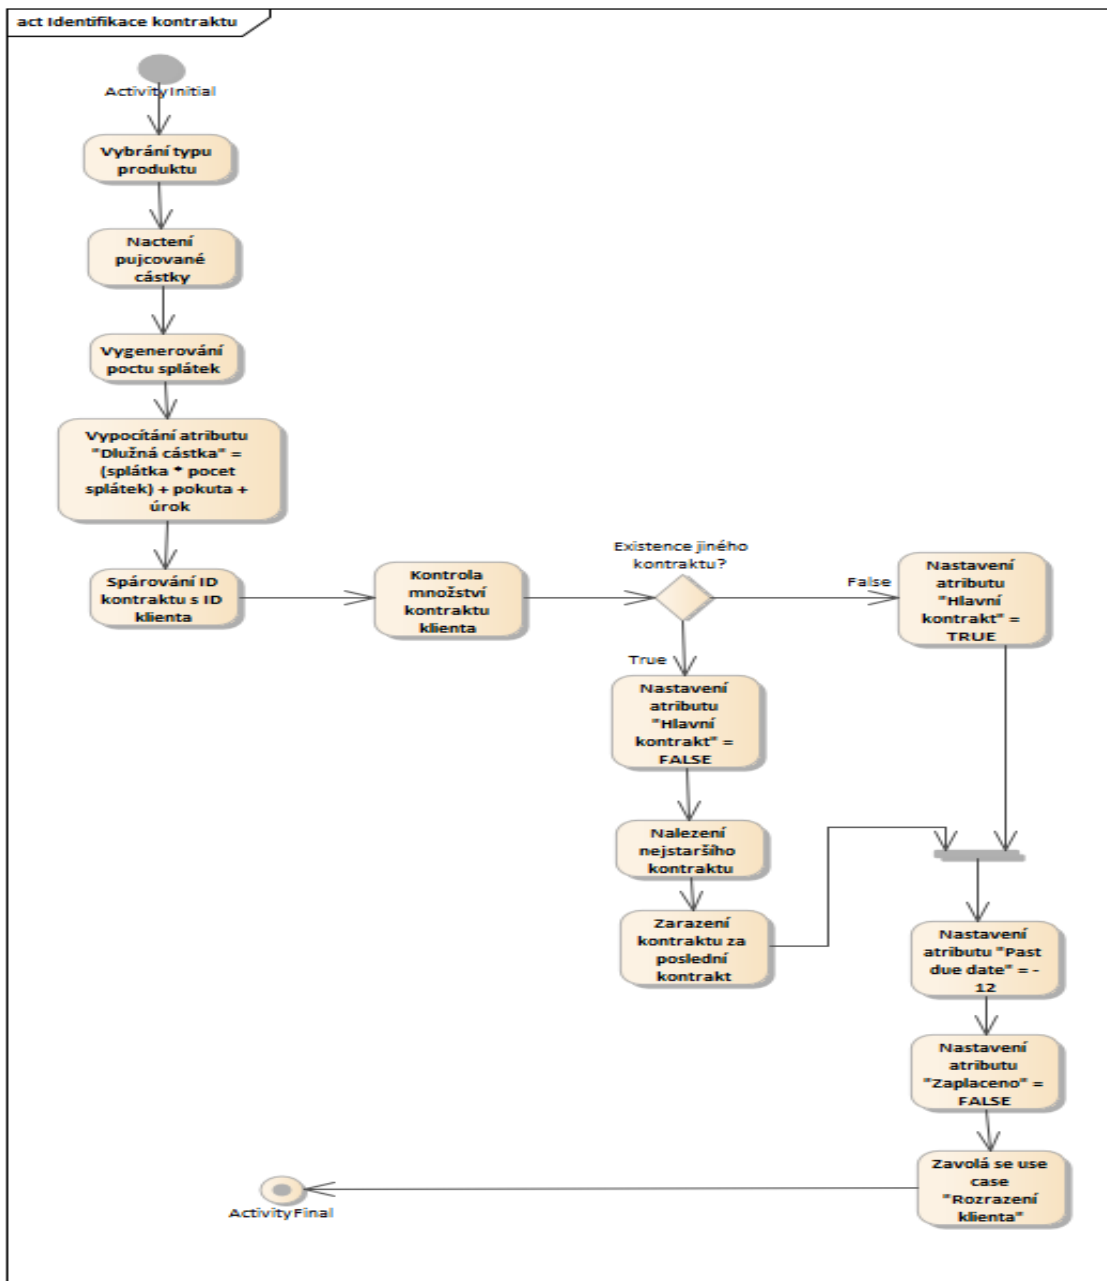 act Identifikace kontraktu
ActivityInitial
Vybrání typu
produktu
Nactení
pujcované
cástky
Vygenerování
poctu splátek
Vypocítání atributu
"Dlužná cástka" =
(splátka * pocet
splátek) + pokuta +
úrok
Spárování ID
kontraktu s ID
klienta
Kontrola
množství
kontraktu
klienta
Existence jiného
kontraktu?
False
Nastavení
atributu
"Hlavní
kontrakt" =
TRUE
True
Nastavení
atributu
"Hlavní
kontrakt" =
FALSE
Nalezení
nejstaršího
kontraktu
Zarazení
kontraktu za
poslední
kontrakt
Nastavení
atributu "Past
due date" = -
12
Nastavení
atributu
"Zaplaceno" =
FALSE
Zavolá se use
case
"Rozrazení
klienta"
ActivityFinal